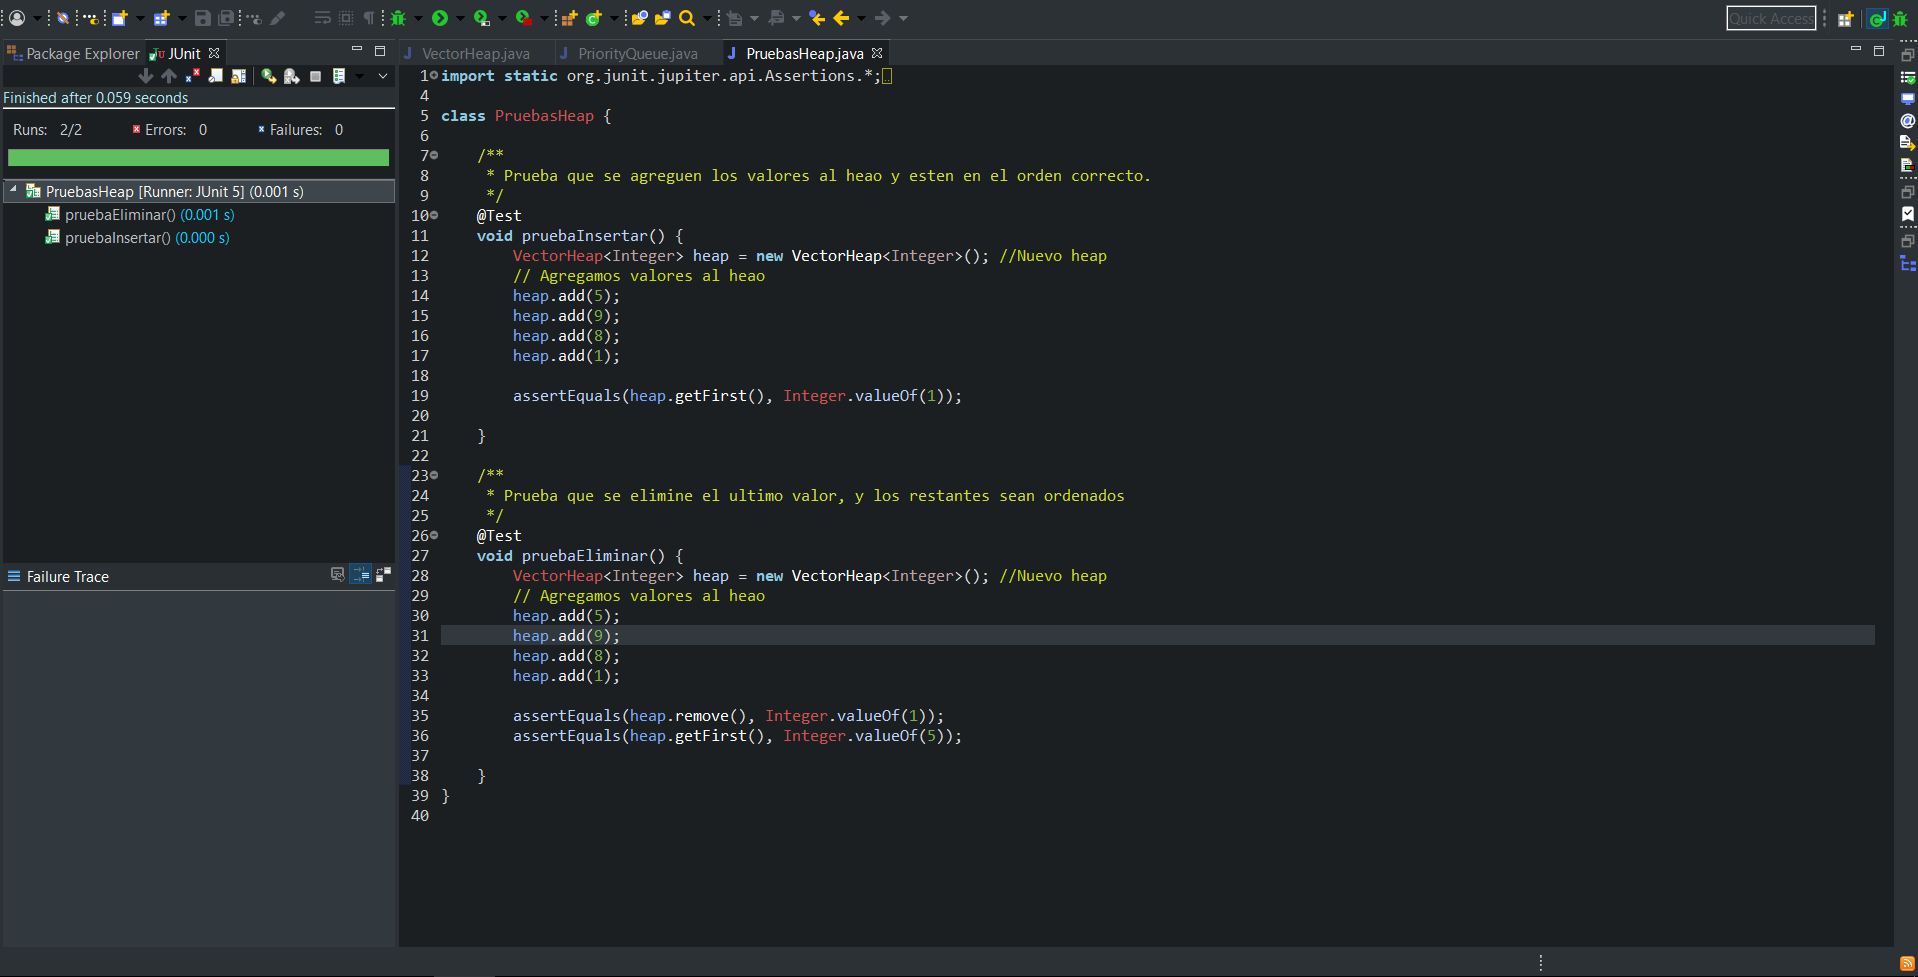 Quick Access
Package Explorer
JUnit
VectorHeap.java
PriorityQueue.java
PruebasHeap.java
Finished after 0.059 seconds
Runs: 2/2
Errors: 0
Failures: 0
PruebasHeap [Runner: JUnit 5] (0.001 s)
pruebaEliminar() (0.001 s)
pruebaInsertar() (0.000 s)
Failure Trace
1 import static org.junit.jupiter.api.Assertions.*;
4
5 class PruebasHeap {
6
7 /**
8 * Prueba que se agreguen los valores al heao y esten en el orden correcto.
9 */
10 @Test
11 void pruebaInsertar() {
12 VectorHeap<Integer> heap = new VectorHeap<Integer>(); //Nuevo heap
13 // Agregamos valores al heao
14 heap.add(5);
15 heap.add(9);
16 heap.add(8);
17 heap.add(1);
18
19 assertEquals(heap.getFirst(), Integer.valueOf(1));
20
21 }
22
23 /**
24 * Prueba que se elimine el ultimo valor, y los restantes sean ordenados
25 */
26 @Test
27 void pruebaEliminar() {
28 VectorHeap<Integer> heap = new VectorHeap<Integer>(); //Nuevo heap
29 // Agregamos valores al heao
30 heap.add(5);
31 heap.add(9);
32 heap.add(8);
33 heap.add(1);
34
35 assertEquals(heap.remove(), Integer.valueOf(1));
36 assertEquals(heap.getFirst(), Integer.valueOf(5));
37
38 }
39 }
40